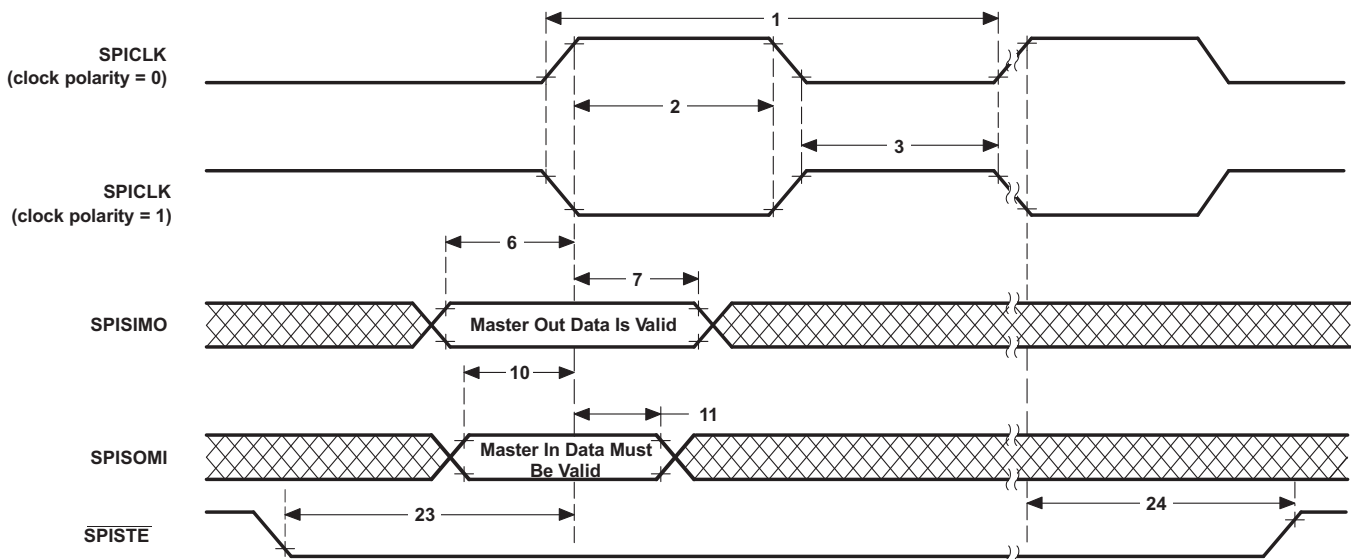 1
SPICLK
(clock polarity = 0)
2
3
SPICLK
(clock polarity = 1)
6
7
SPISIMO
Master Out Data Is Valid
10
11
SPISOMI
Master In Data Must
Be Valid
23
24
SPISTE